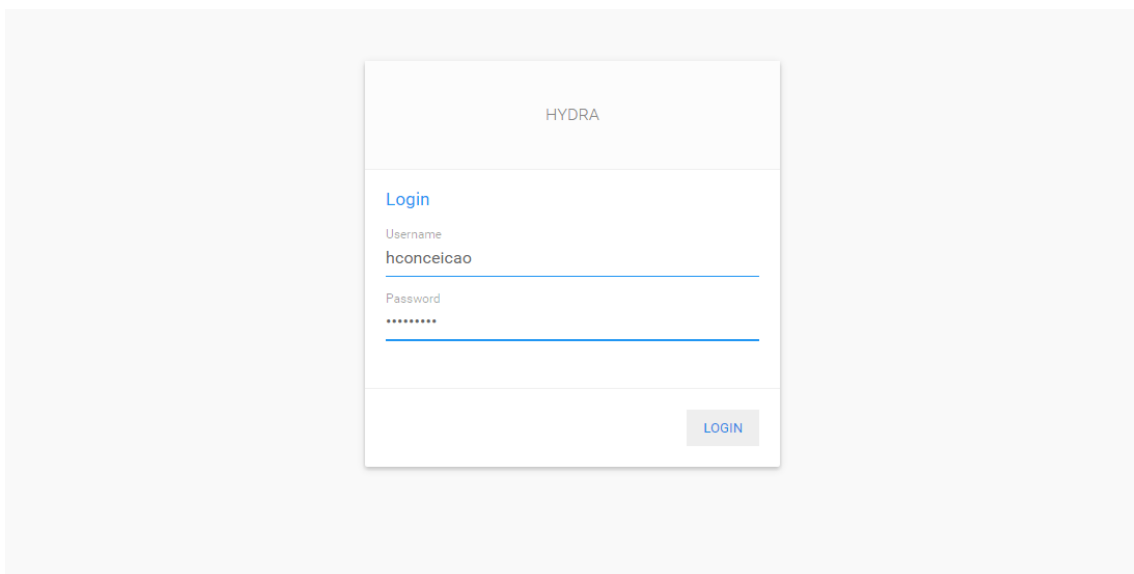 HYDRA
Login
Username
hconceicao
Password
•••••••••
LOGIN